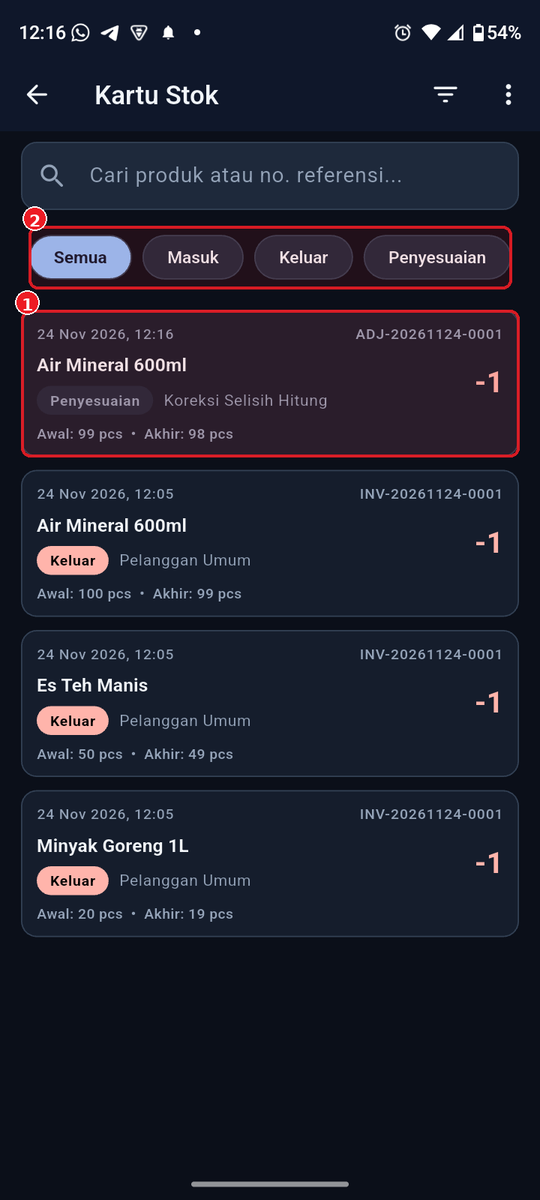 12:16 54%
Kartu Stok
Cari produk atau no. referensi...
2
Semua Masuk Keluar Penyesuaian
1
24 Nov 2026, 12:16 ADJ-20261124-0001
Air Mineral 600ml
-1
Penyesuaian Koreksi Selisih Hitung
Awal: 99 pcs • Akhir: 98 pcs
24 Nov 2026, 12:05 INV-20261124-0001
Air Mineral 600ml
-1
Keluar Pelanggan Umum
Awal: 100 pcs • Akhir: 99 pcs
24 Nov 2026, 12:05 INV-20261124-0001
Es Teh Manis
-1
Keluar Pelanggan Umum
Awal: 50 pcs • Akhir: 49 pcs
24 Nov 2026, 12:05 INV-20261124-0001
Minyak Goreng 1L
-1
Keluar Pelanggan Umum
Awal: 20 pcs • Akhir: 19 pcs